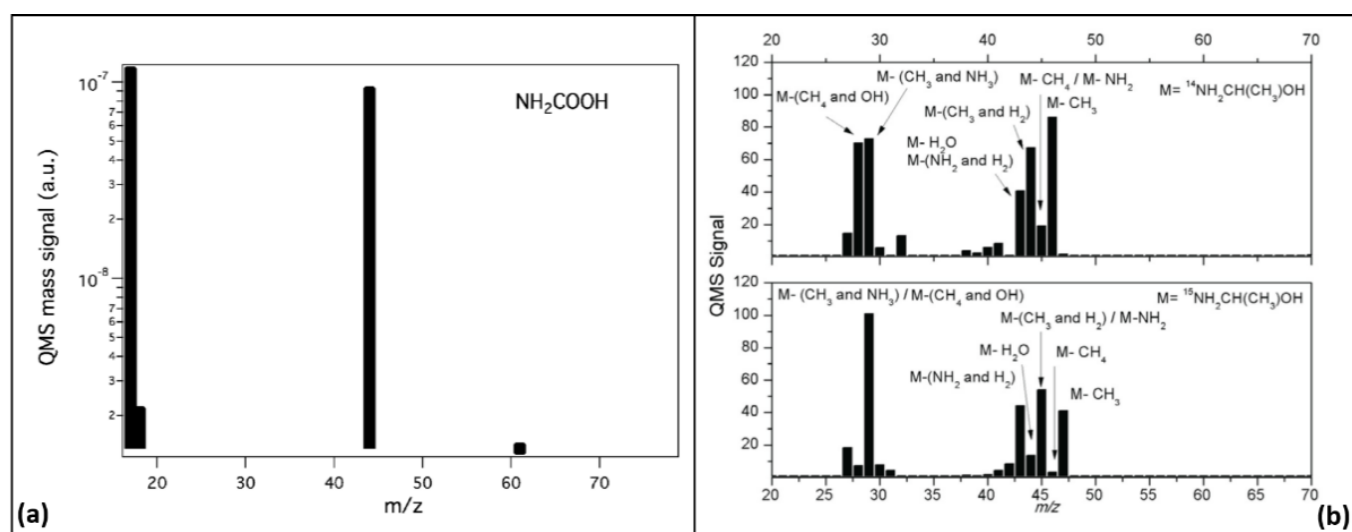 QMS mass signal (a.u.)
10⁻⁷
8
7
6
5
4
3
2
10⁻⁸
8
7
6
5
4
3
2
NH₂COOH
20 30 40 50 60 70
m/z
(a)
20 30 40 50 60 70
QMS Signal
120
100
80
60
40
20
M- (CH₃ and NH₃)
M-(CH₄ and OH)
M- CH₄ / M- NH₂
M= ¹⁴NH₂CH(CH₃)OH
M-(CH₃ and H₂)
M- CH₃
M- H₂O
M-(NH₂ and H₂)
120
100
80
60
40
20
M- (CH₃ and NH₃) / M-(CH₄ and OH)
M= ¹⁵NH₂CH(CH₃)OH
M-(CH₃ and H₂) / M-NH₂
M- H₂O
M- CH₄
M-(NH₂ and H₂)
M- CH₃
20 25 30 35 40 45 50 55 60 65 70
m/z
(b)